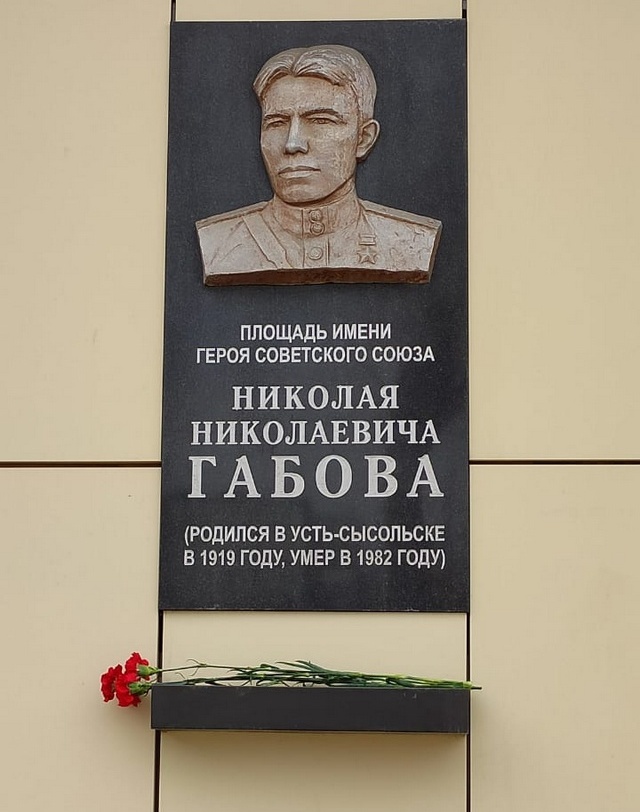 ПЛОЩАДЬ ИМЕНИ
ГЕРОЯ СОВЕТСКОГО СОЮЗА
НИКОЛАЯ
НИКОЛАЕВИЧА
ГАБОВА
(РОДИЛСЯ В УСТЬ-СЫСОЛЬСКЕ
В 1919 ГОДУ, УМЕР В 1982 ГОДУ)